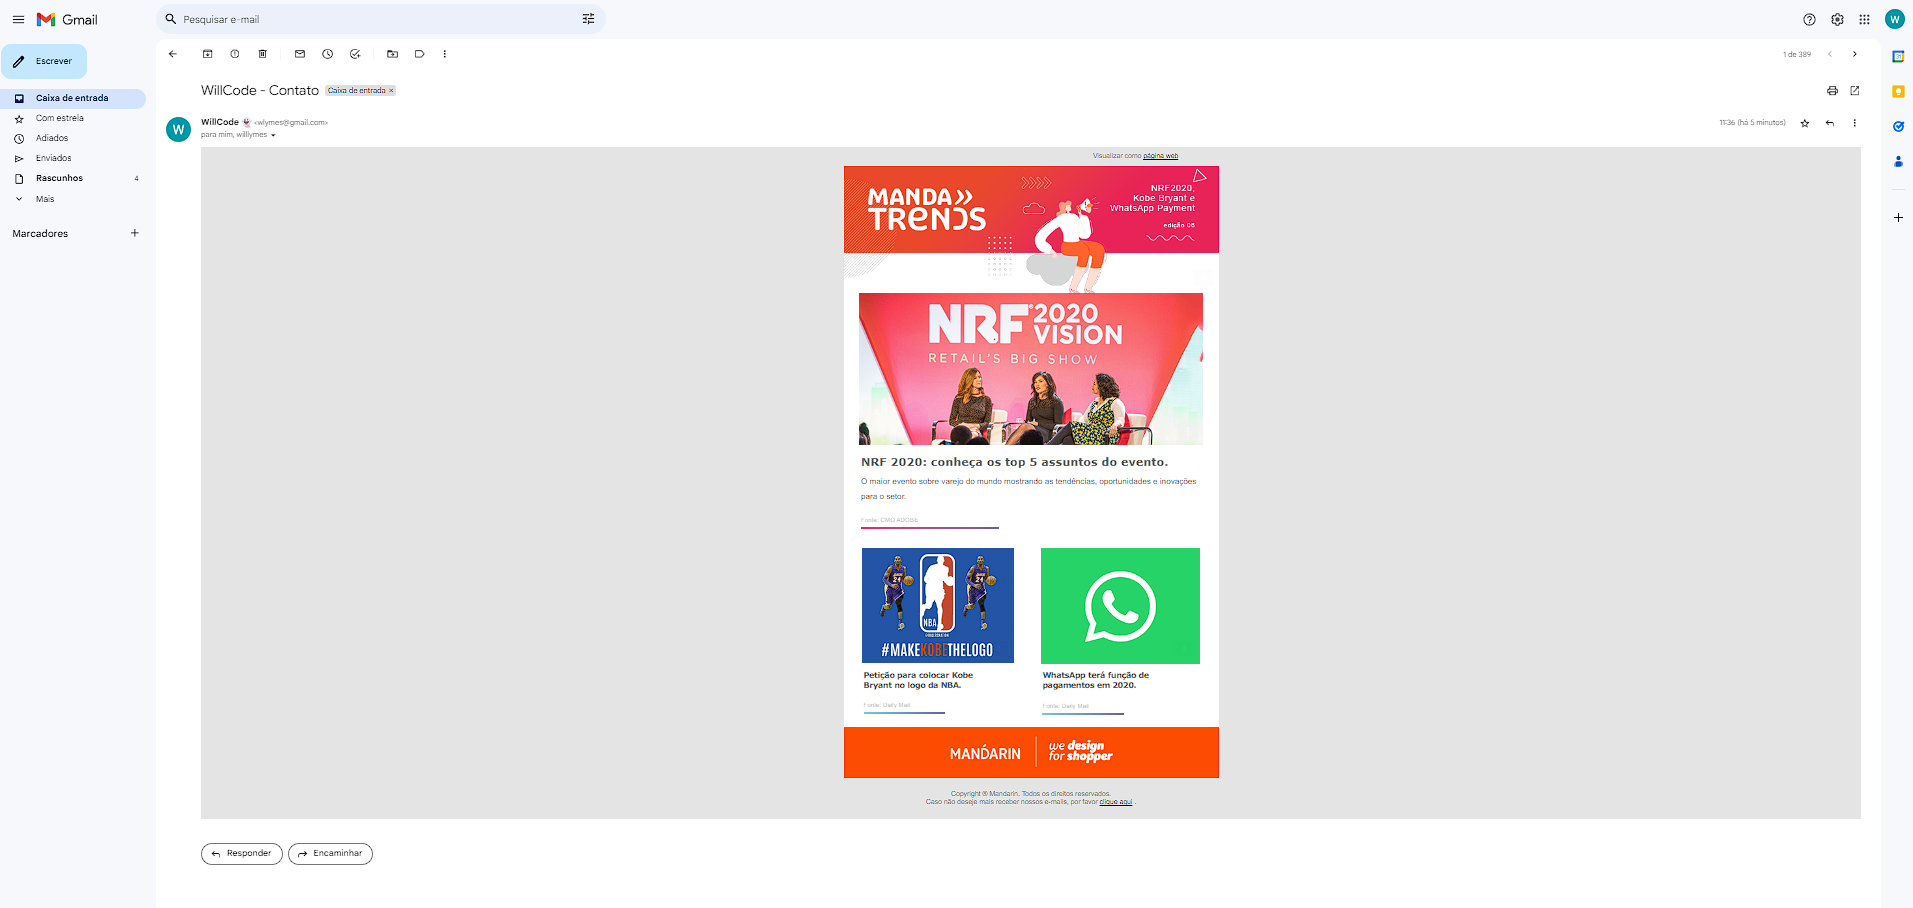 Gmail
Pesquisar e-mail
W
Escrever
1 de 389
Caixa de entrada
WillCode - Contato Caixa de entrada ×
Com estrela
WillCode <wlymes@gmail.com>
11:36 (há 5 minutos)
W
para mim, willlymes
Adiados
Enviados
Rascunhos 4
Mais
Marcadores
Visualizar como página web
MANDA
TRENDS
NRF2020,
Kobe Bryant e
WhatsApp Payment
edição 06
NRF® 2020
VISION
RETAIL'S BIG SHOW
NRF 2020: conheça os top 5 assuntos do evento.
O maior evento sobre varejo do mundo mostrando as tendências, oportunidades e inovações
para o setor.
Fonte: CMO ADOBE
24
24
NBA
#MAKEKOBETHELOGO
Petição para colocar Kobe
Bryant no logo da NBA.
Fonte: Daily Mail
WhatsApp terá função de
pagamentos em 2020.
Fonte: Daily Mail
MANDARIN
we design
for shopper
Copyright ® Mandarin. Todos os direitos reservados.
Caso não deseje mais receber nossos e-mails, por favor clique aqui .
Responder
Encaminhar